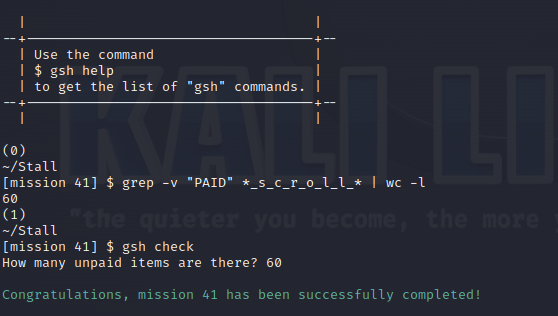 Use the command
$ gsh help
to get the list of "gsh" commands.
KALI LI
(0)
~/Stall
[mission 41] $ grep -v "PAID" *_s_c_r_o_l_l_* | wc -l
60
"the quieter you become, the more y
(1)
~/Stall
[mission 41] $ gsh check
How many unpaid items are there? 60
Congratulations, mission 41 has been successfully completed!